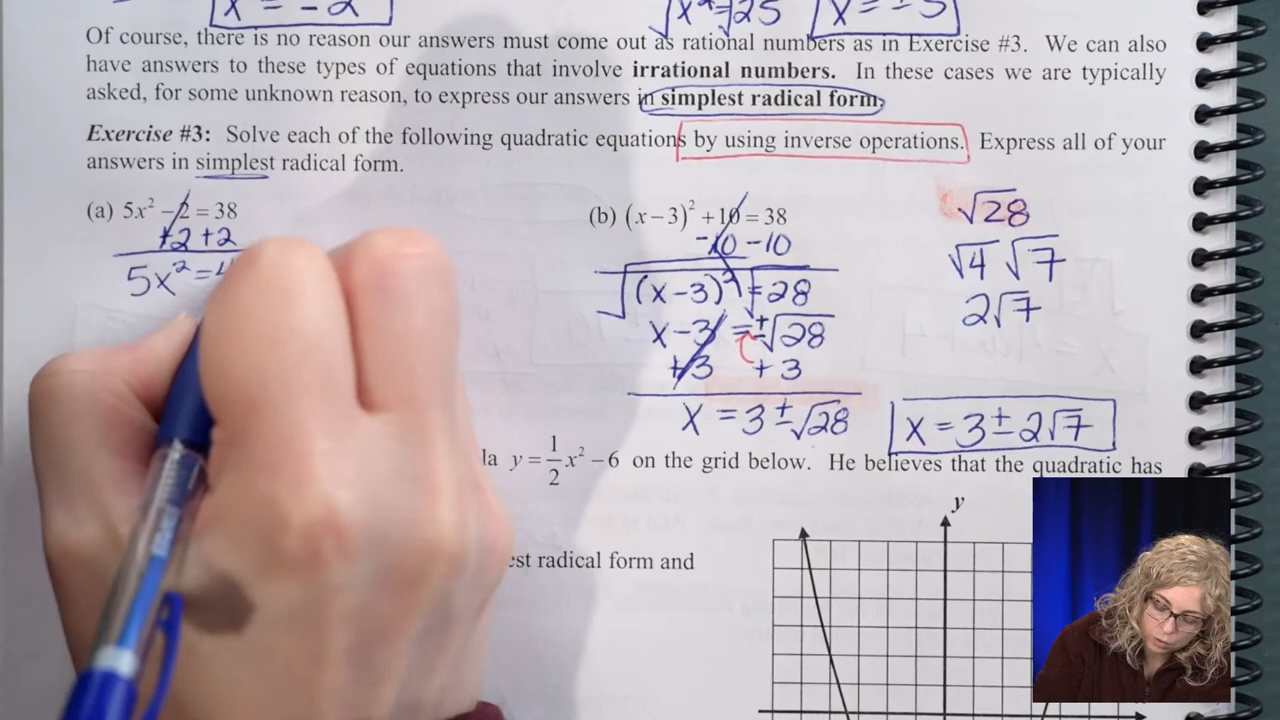 x = -2
√x²=√25 x = ±5
Of course, there is no reason our answers must come out as rational numbers as in Exercise #3. We can also
have answers to these types of equations that involve irrational numbers. In these cases we are typically
asked, for some unknown reason, to express our answers in simplest radical form.
Exercise #3: Solve each of the following quadratic equations by using inverse operations. Express all of your
answers in simplest radical form.
(a) 5x² − 2 = 38
+2 +2
5x² =
(b) (x − 3)² + 10 = 38
-10 -10
√(x-3)² = √28
x-3 = ±√28
+3 +3
x = 3 ± √28
√28
√4 √7
2√7
x = 3 ± 2√7
la y = 1/2 x² − 6 on the grid below. He believes that the quadratic has
est radical form and
y